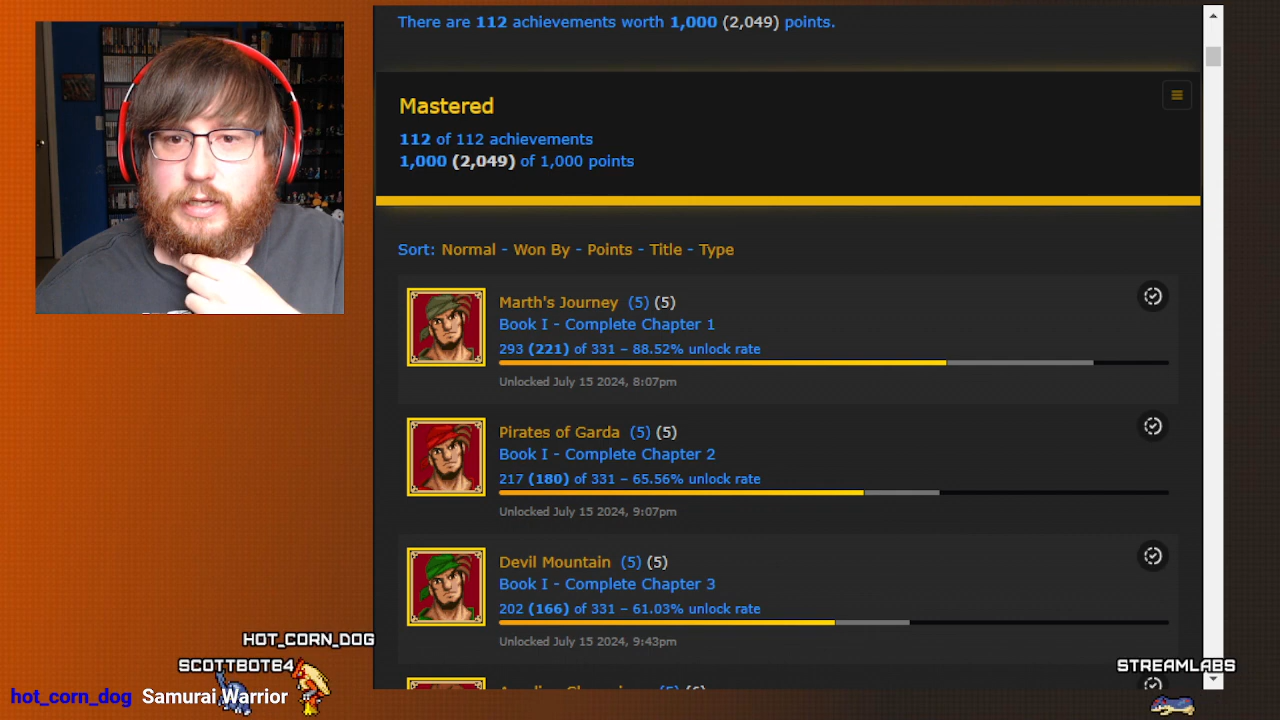 There are 112 achievements worth 1,000 (2,049) points.
Mastered
112 of 112 achievements
1,000 (2,049) of 1,000 points
Sort: Normal - Won By - Points - Title - Type
Marth's Journey (5) (5)
Book I - Complete Chapter 1
293 (221) of 331 – 88.52% unlock rate
Unlocked July 15 2024, 8:07pm
Pirates of Garda (5) (5)
Book I - Complete Chapter 2
217 (180) of 331 – 65.56% unlock rate
Unlocked July 15 2024, 9:07pm
Devil Mountain (5) (5)
Book I - Complete Chapter 3
202 (166) of 331 – 61.03% unlock rate
Unlocked July 15 2024, 9:43pm
HOT_CORN_DOG
SCOTTBOT64
STREAMLABS
hot_corn_dog Samurai Warrior